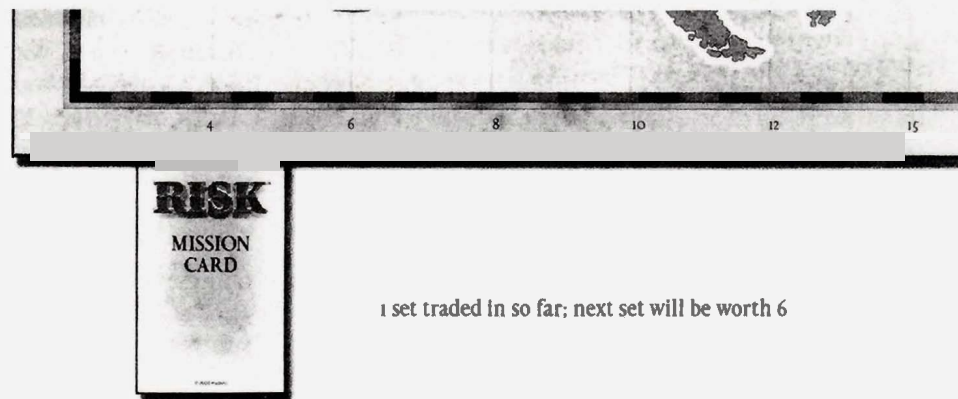 4 6 8 10 12 15
RISK
MISSION
CARD
1 set traded in so far; next set will be worth 6